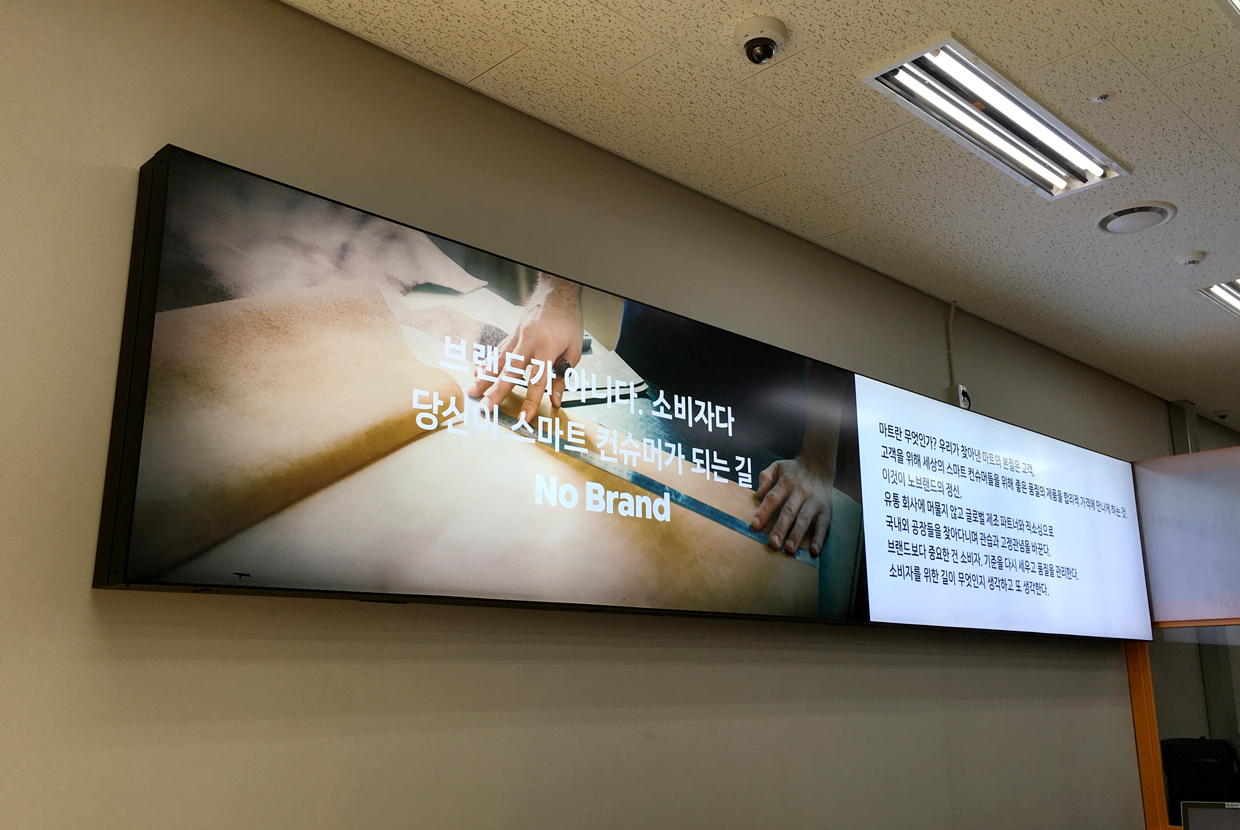 브랜드가 아니다. 소비자다
당신이 스마트 컨슈머가 되는 길
No Brand
마트란 무엇인가? 우리가 찾아낸 마트의 본질은 고객.
고객을 위해 세상의 스마트 컨슈머들을 위해 좋은 품질의 제품을 합리적 가격에 만나게 하는 것.
이것이 노브랜드의 정신.
유통 회사에 머물지 않고 글로벌 제조 파트너와 직소싱으로
국내외 공장들을 찾아다니며 관습과 고정관념을 바꾼다.
브랜드보다 중요한 건 소비자. 기준을 다시 세우고 품질을 관리한다.
소비자를 위한 길이 무엇인지 생각하고 또 생각한다.